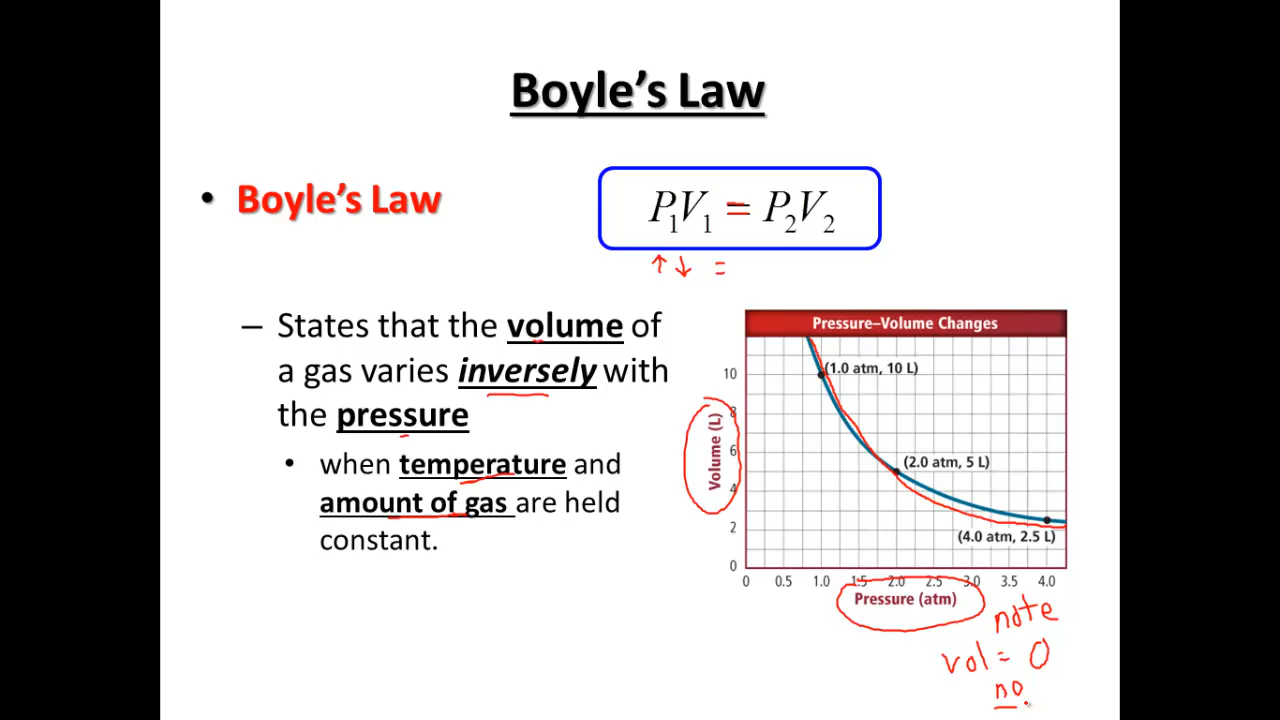 Boyle's Law
• Boyle's Law
P₁V₁ = P₂V₂
↑↓ =
– States that the volume of
a gas varies inversely with
the pressure
• when temperature and
amount of gas are held
constant.
Pressure–Volume Changes
Volume (L)
10
8
6
4
2
0
(1.0 atm, 10 L)
(2.0 atm, 5 L)
(4.0 atm, 2.5 L)
0 0.5 1.0 1.5 2.0 2.5 3.0 3.5 4.0
Pressure (atm)
note
vol = 0
no